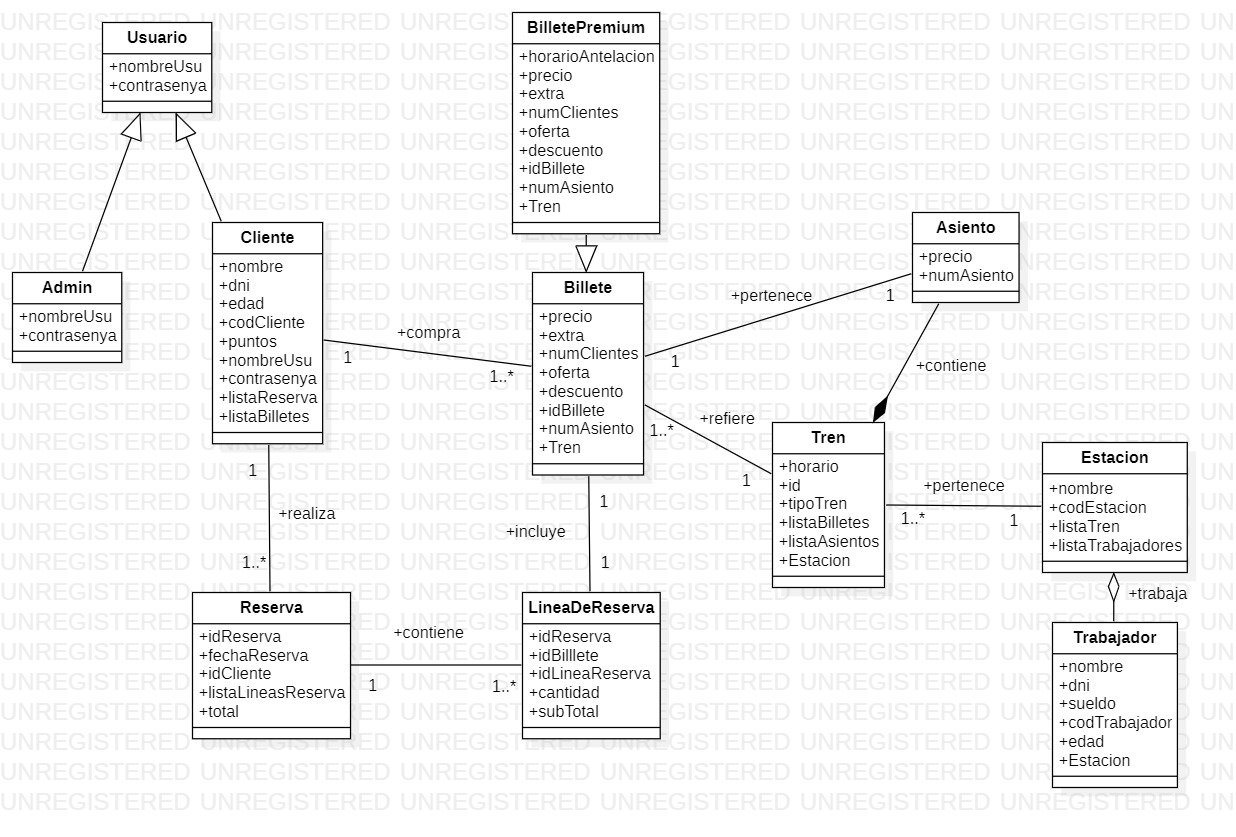 Usuario
+nombreUsu
+contrasenya
BilletePremium
+horarioAntelacion
+precio
+extra
+numClientes
+oferta
+descuento
+idBillete
+numAsiento
+Tren
Cliente
+nombre
+dni
+edad
+codCliente
+puntos
+nombreUsu
+contrasenya
+listaReserva
+listaBilletes
Admin
+nombreUsu
+contrasenya
Billete
+precio
+extra
+numClientes
+oferta
+descuento
+idBillete
+numAsiento
+Tren
Asiento
+precio
+numAsiento
+compra
1
1..*
+pertenece
1
1
+contiene
+refiere
1..*
1
Tren
+horario
+id
+tipoTren
+listaBilletes
+listaAsientos
+Estacion
+pertenece
1..*
1
Estacion
+nombre
+codEstacion
+listaTren
+listaTrabajadores
1
+realiza
1..*
1
+incluye
1
Reserva
+idReserva
+fechaReserva
+idCliente
+listaLineasReserva
+total
+contiene
1
1..*
LineaDeReserva
+idReserva
+idBilllete
+idLineaReserva
+cantidad
+subTotal
+trabaja
Trabajador
+nombre
+dni
+sueldo
+codTrabajador
+edad
+Estacion
UNREGISTERED UNREGISTERED UNREGISTERED UNREGISTERED UNREGISTERED UNREGISTERED UN